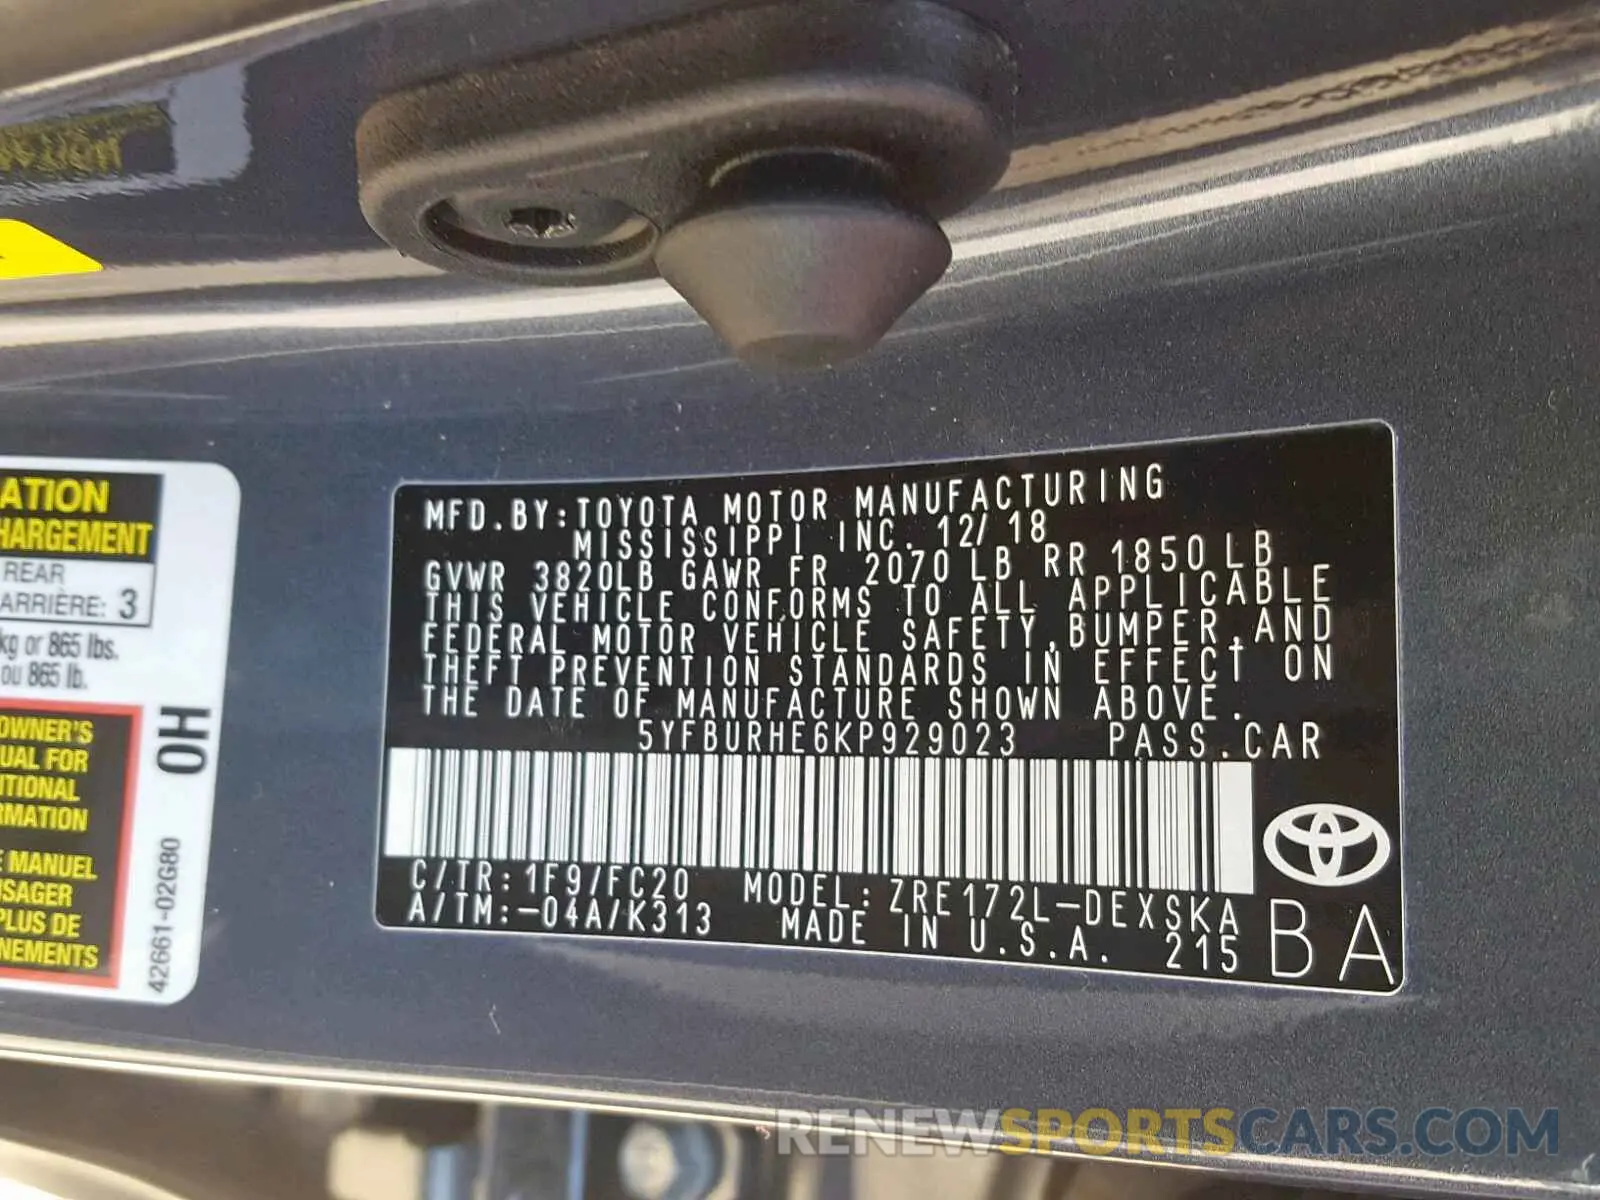 ATION
HARGEMENT
REAR
ARRIÈRE: 3
kg or 865 lbs.
ou 865 lb.
OWNER'S
UAL FOR
ITIONAL
RMATION
E MANUEL
SAGER
PLUS DE
NEMENTS
OH
42661-02G80
MFD.BY:TOYOTA MOTOR MANUFACTURING
MISSISSIPPI INC. 12/18
GVWR 3820LB GAWR FR 2070 LB RR 1850 LB
THIS VEHICLE CONFORMS TO ALL APPLICABLE
FEDERAL MOTOR VEHICLE SAFETY,BUMPER,AND
THEFT PREVENTION STANDARDS IN EFFECT ON
THE DATE OF MANUFACTURE SHOWN ABOVE.
5YFBURHE6KP929023 PASS.CAR
C/TR:1F9/FC20 MODEL:ZRE172L-DEXSKA
A/TM:-04A/K313 MADE IN U.S.A. 215
BA
RENEWSPORTSCARS.COM